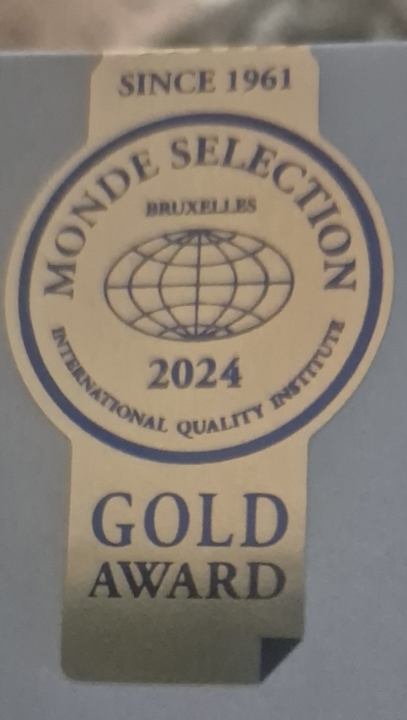 SINCE 1961
MONDE SELECTION
BRUXELLES
2024
INTERNATIONAL QUALITY INSTITUTE
GOLD
AWARD